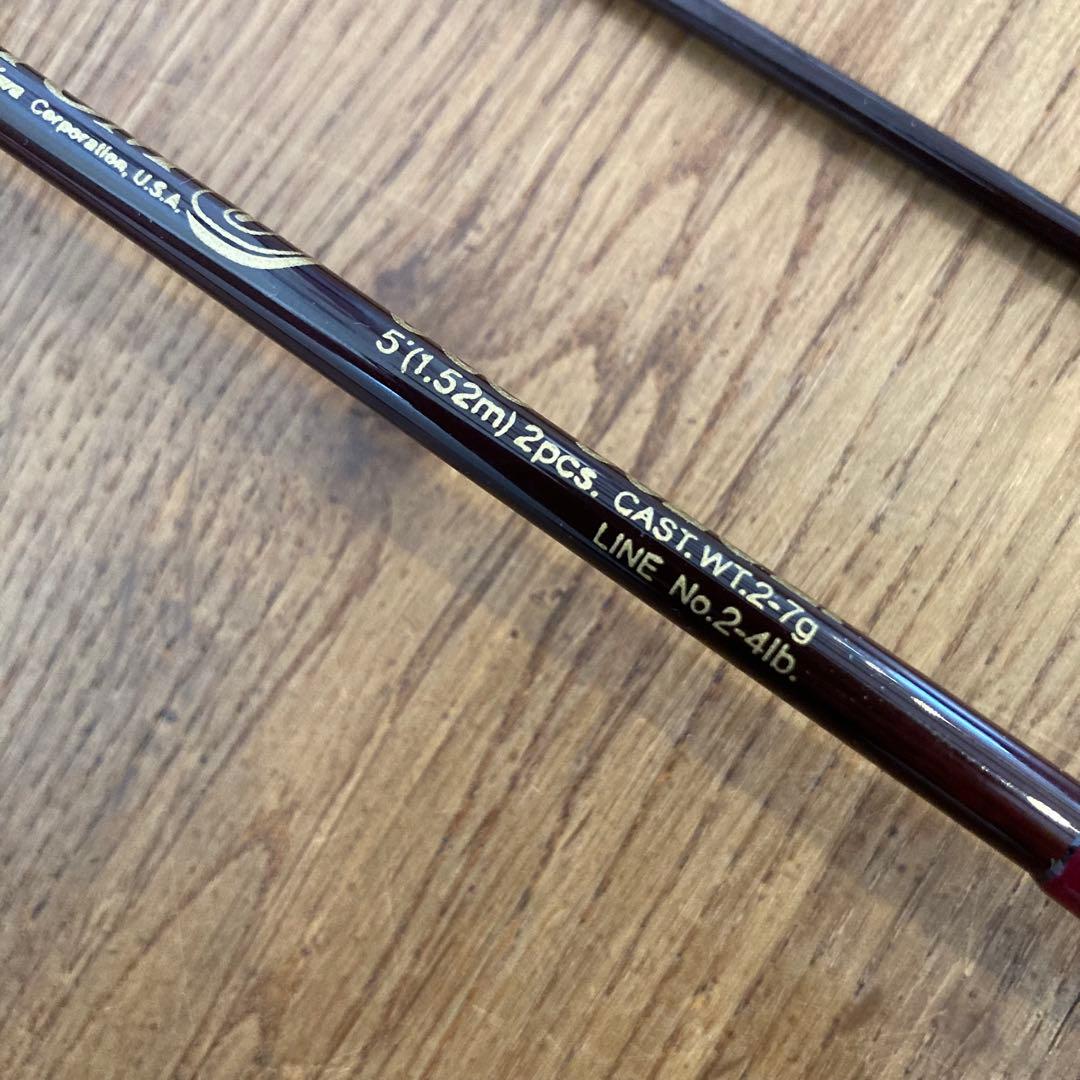 Corporation, U.S.A.
5'(1.52m) 2pcs. CAST. WT.2-7g
LINE No.2-4lb.